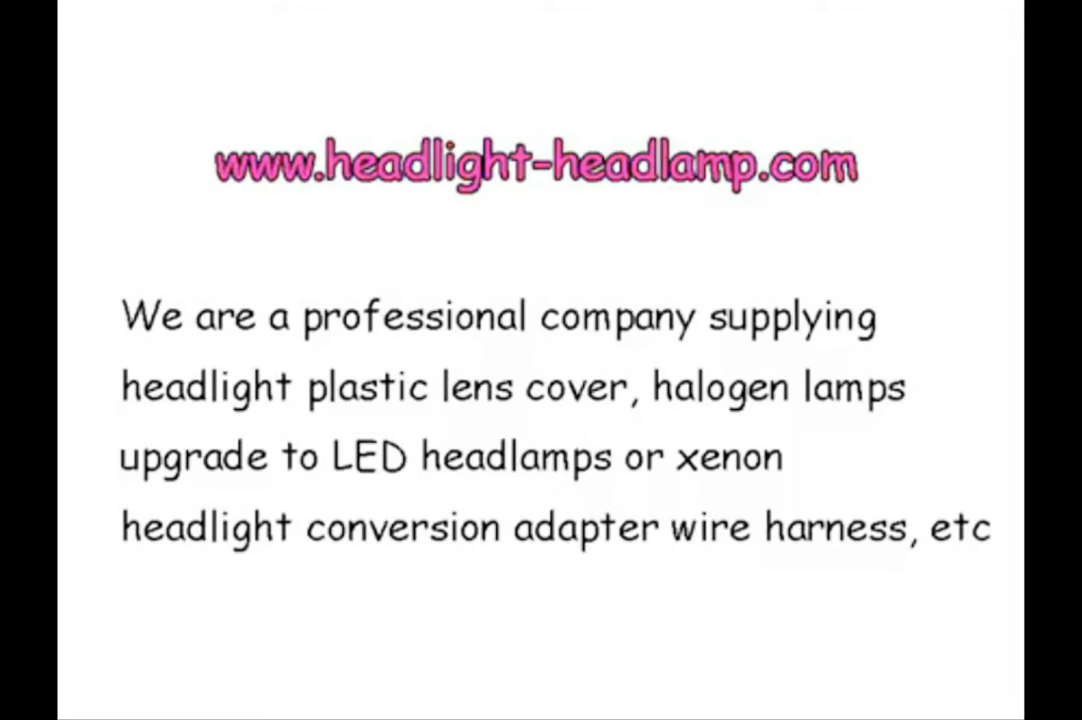 www.headlight-headlamp.com
We are a professional company supplying
headlight plastic lens cover, halogen lamps
upgrade to LED headlamps or xenon
headlight conversion adapter wire harness, etc